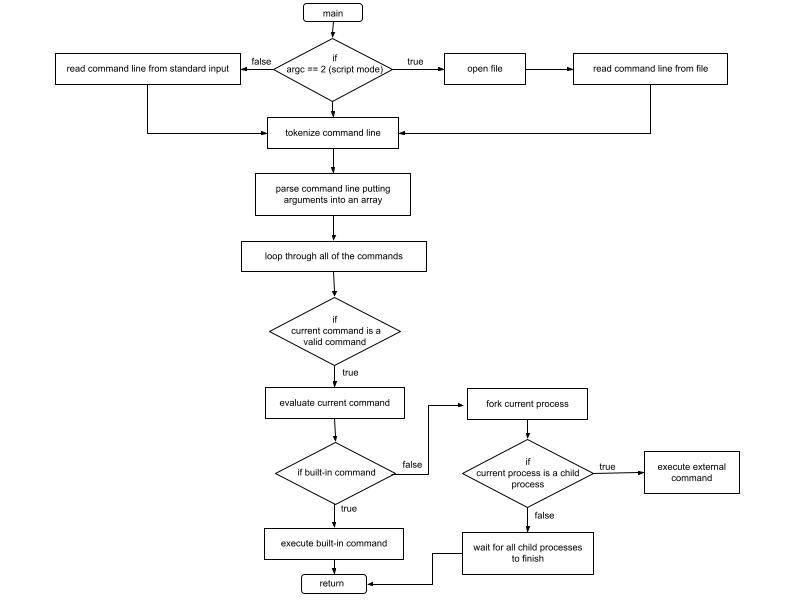 main
if
argc == 2 (script mode)
false
true
read command line from standard input
open file
read command line from file
tokenize command line
parse command line putting
arguments into an array
loop through all of the commands
if
current command is a
valid command
true
evaluate current command
fork current process
if built-in command
false
if
current process is a child
process
true
execute external
command
true
false
execute built-in command
wait for all child processes
to finish
return